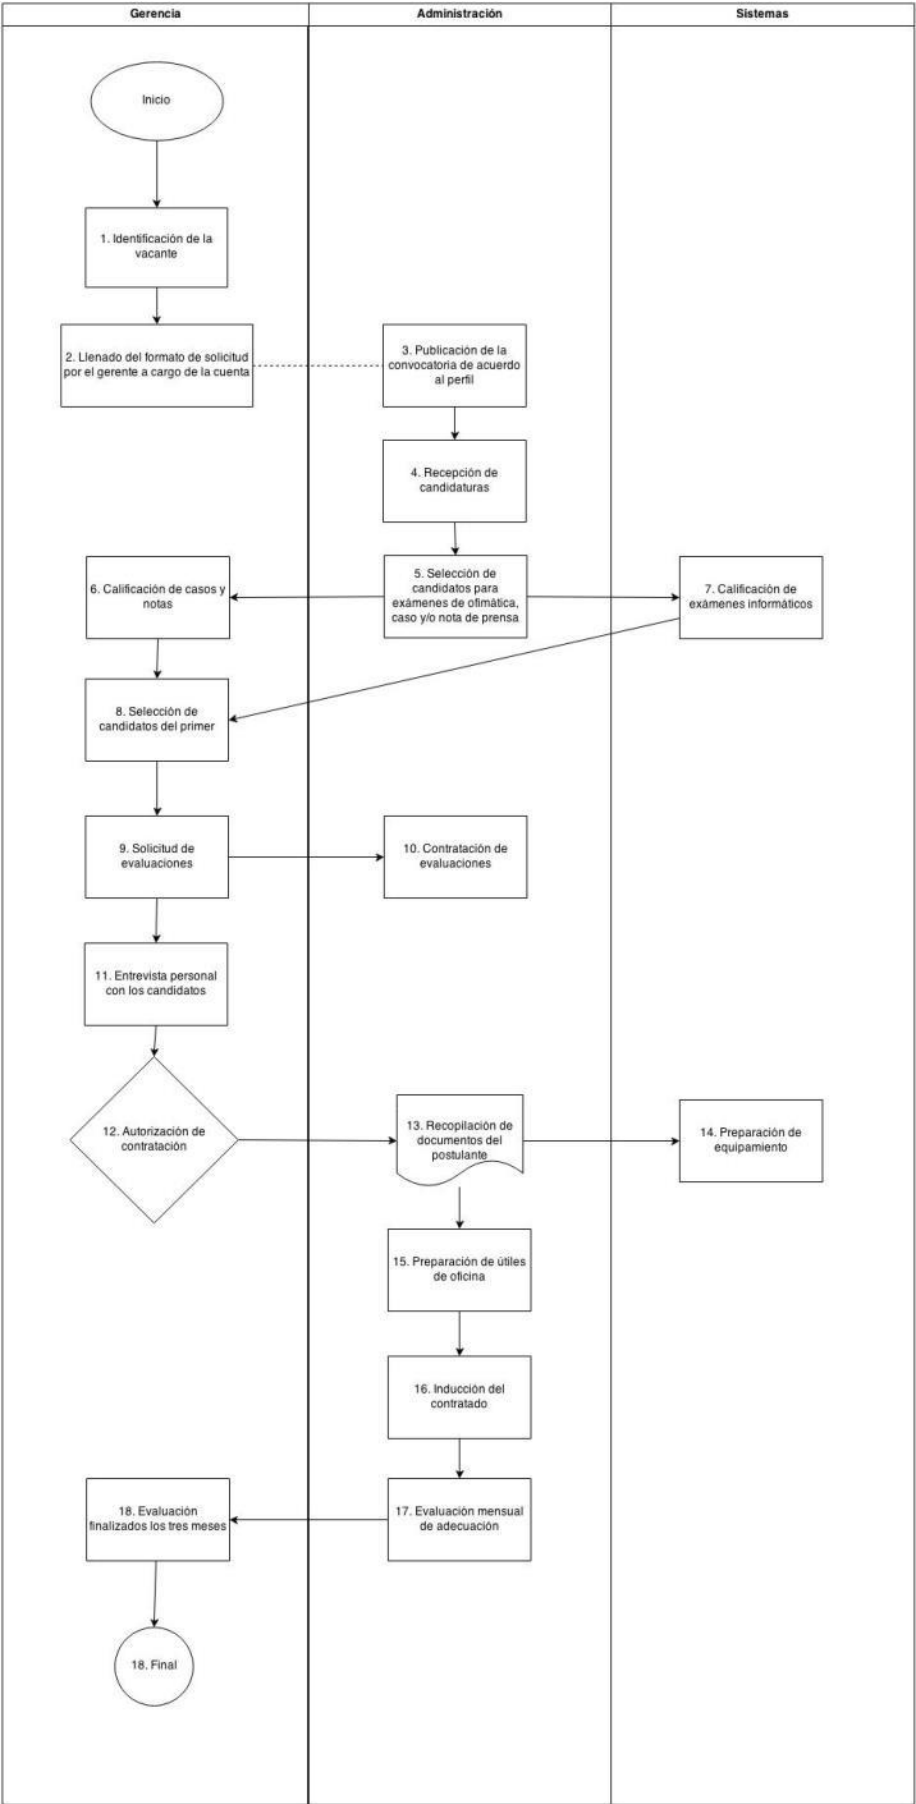 Gerencia
Administración
Sistemas
Inicio
1. Identificación de la
vacante
2. Llenado del formato de solicitud
por el gerente a cargo de la cuenta
3. Publicación de la
convocatoria de acuerdo
al perfil
4. Recepción de
candidaturas
5. Selección de
candidatos para
exámenes de ofimática,
caso y/o nota de prensa
6. Calificación de casos y
notas
7. Calificación de
exámenes informáticos
8. Selección de
candidatos del primer
9. Solicitud de
evaluaciones
10. Contratación de
evaluaciones
11. Entrevista personal
con los candidatos
12. Autorización de
contratación
13. Recopilación de
documentos del
postulante
14. Preparación de
equipamiento
15. Preparación de útiles
de oficina
16. Inducción del
contratado
17. Evaluación mensual
de adecuación
18. Evaluación
finalizados los tres meses
18. Final